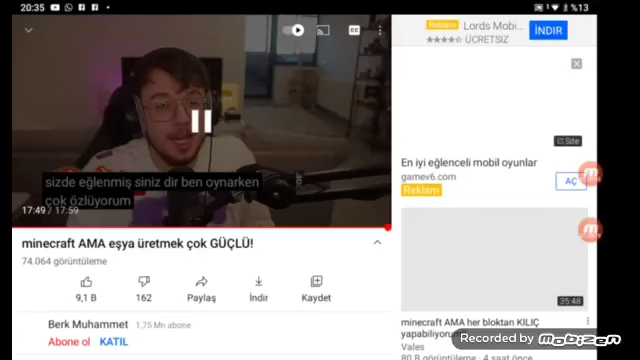 20:35
%13
Reklam Lords Mobi...
ÜCRETSİZ
İNDİR
CC
Site
sizde eğlenmiş siniz dir ben oynarken
çok özlüyorum
17:49 / 17:59
En iyi eğlenceli mobil oyunlar
gamev6.com
Reklam
AÇ
minecraft AMA eşya üretmek çok GÜÇLÜ!
74.064 görüntüleme
9,1 B
162
Paylaş
İndir
Kaydet
35:48
Berk Muhammet 1,75 Mn abone
Abone ol KATIL
minecraft AMA her bloktan KILIÇ
Vales
Recorded by Mobizen